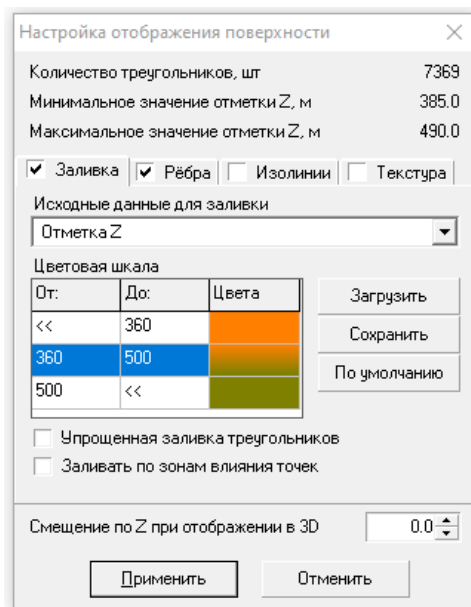 Настройка отображения поверхности
Количество треугольников, шт 7369
Минимальное значение отметки Z, м 385.0
Максимальное значение отметки Z, м 490.0
Заливка Рёбра Изолинии Текстура
Исходные данные для заливки
Отметка Z
Цветовая шкала
От: До: Цвета
<< 360
360 500
500 <<
Загрузить
Сохранить
По умолчанию
Упрощенная заливка треугольников
Заливать по зонам влияния точек
Смещение по Z при отображении в 3D 0.0
Применить Отменить